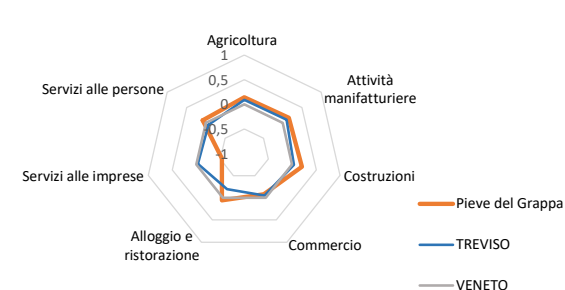 Agricoltura
1
0,5
0
-0,5
-1
Attività
manifatturiere
Costruzioni
Commercio
Alloggio e
ristorazione
Servizi alle imprese
Servizi alle persone
Pieve del Grappa
TREVISO
VENETO